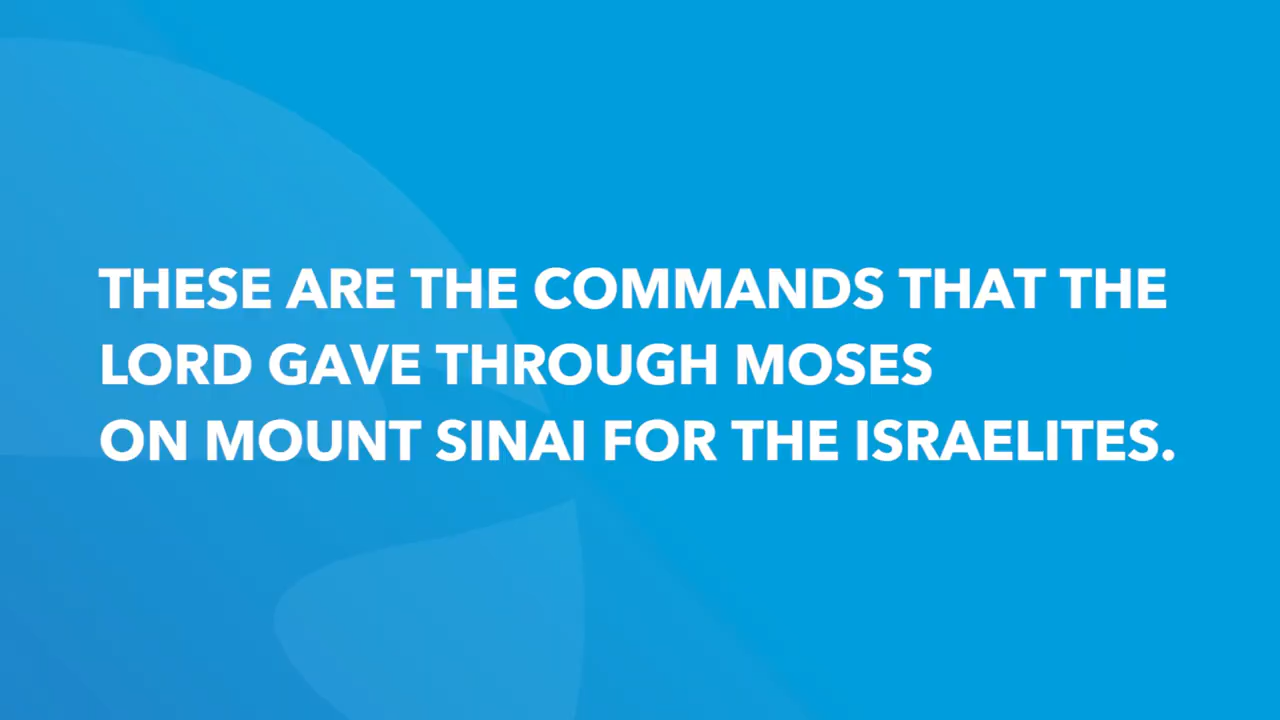 THESE ARE THE COMMANDS THAT THE
LORD GAVE THROUGH MOSES
ON MOUNT SINAI FOR THE ISRAELITES.